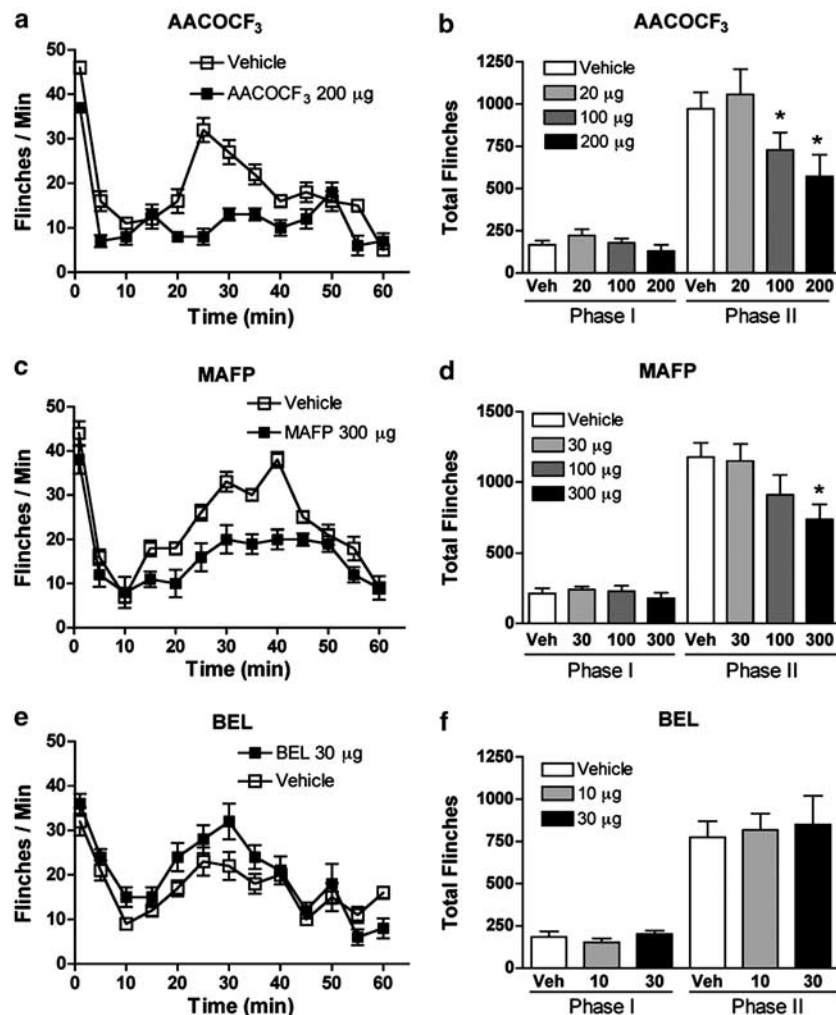 a
AACOCF₃
50
40
30
20
10
0
Flinches / Min
Vehicle
AACOCF₃ 200 µg
0 10 20 30 40 50 60
Time (min)
b
AACOCF₃
1250
1000
750
500
250
0
Total Flinches
Vehicle
20 µg
100 µg
200 µg
* *
Veh 20 100 200 Veh 20 100 200
Phase I Phase II
c
MAFP
50
40
30
20
10
0
Flinches / Min
Vehicle
MAFP 300 µg
0 10 20 30 40 50 60
Time (min)
d
MAFP
1500
1000
500
0
Total Flinches
Vehicle
30 µg
100 µg
300 µg
*
Veh 30 100 300 Veh 30 100 300
Phase I Phase II
e
BEL
50
40
30
20
10
0
Flinches / Min
BEL 30 µg
Vehicle
0 10 20 30 40 50 60
Time (min)
f
BEL
1250
1000
750
500
250
0
Total Flinches
Vehicle
10 µg
30 µg
Veh 10 30 Veh 10 30
Phase I Phase II